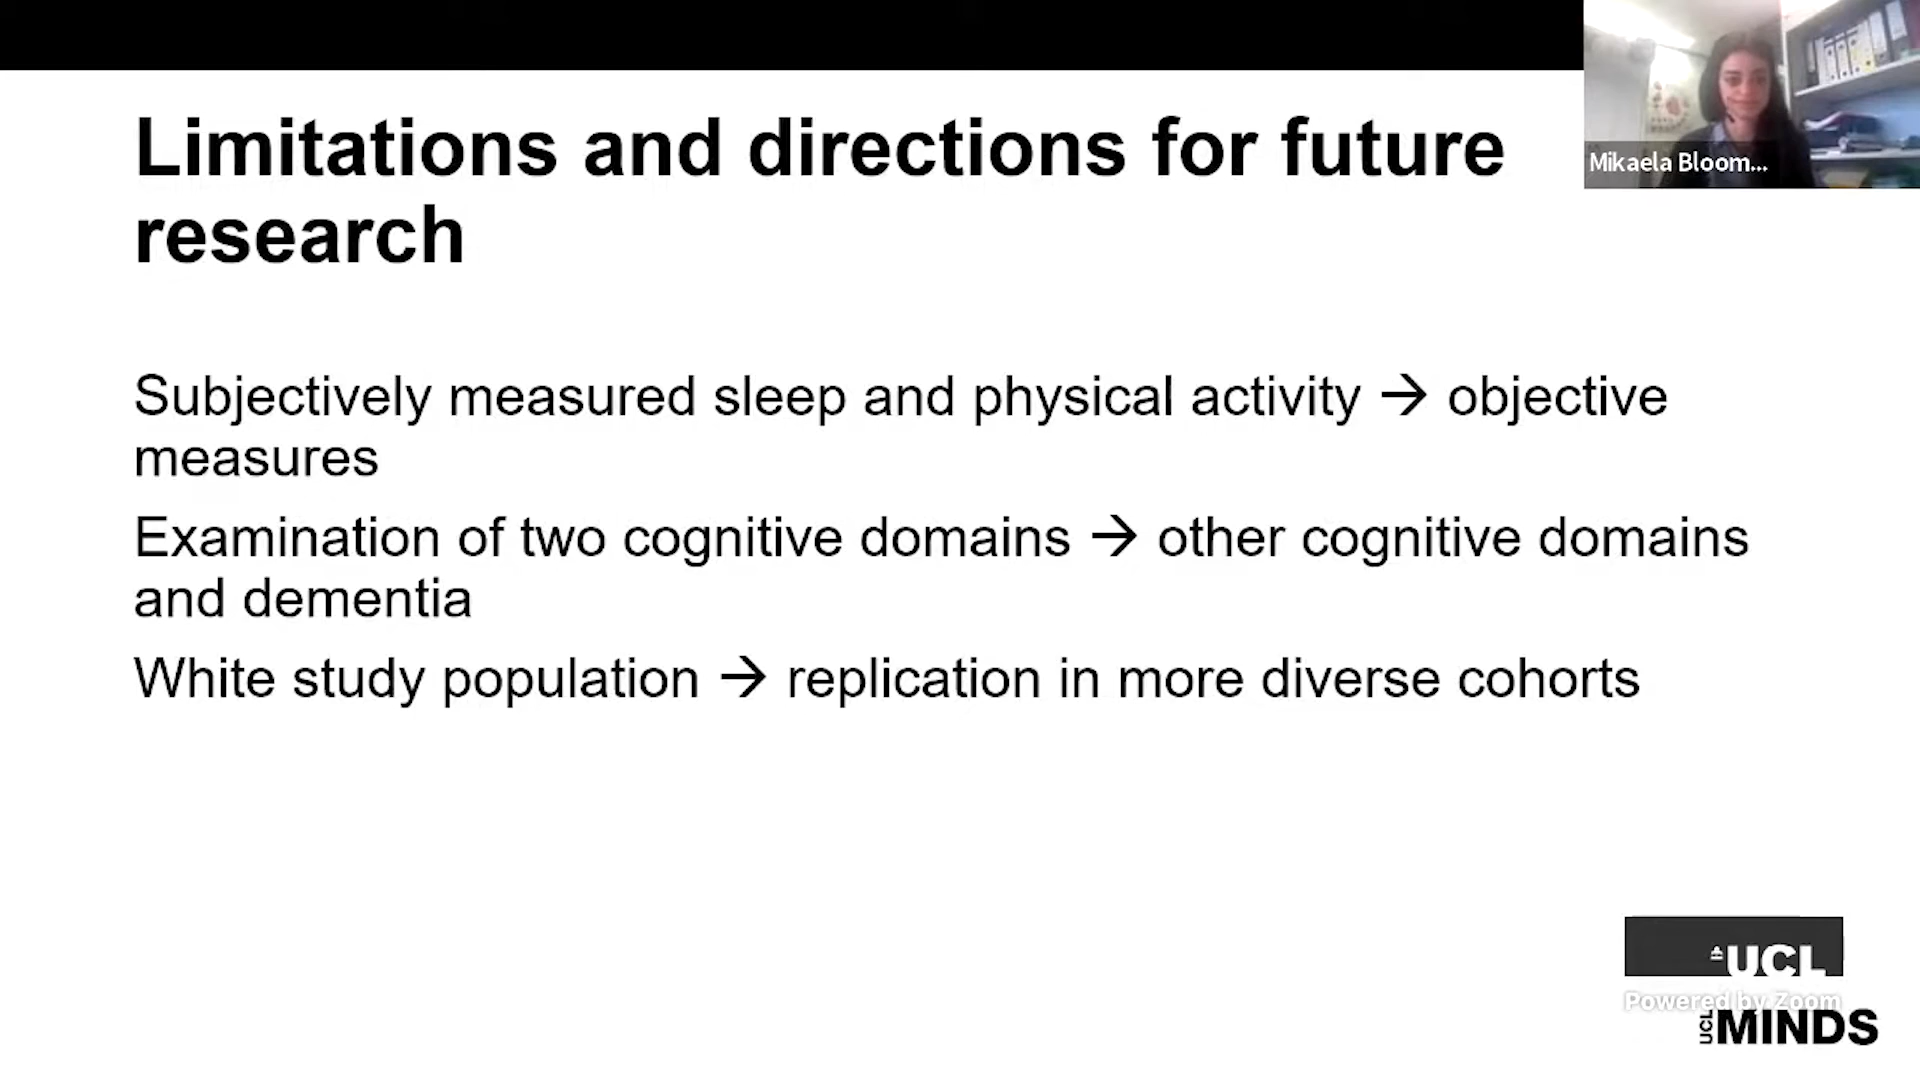 Limitations and directions for future
research
Mikaela Bloom...
Subjectively measured sleep and physical activity → objective
measures
Examination of two cognitive domains → other cognitive domains
and dementia
White study population → replication in more diverse cohorts
UCL
Powered by Zoom
UCL MINDS